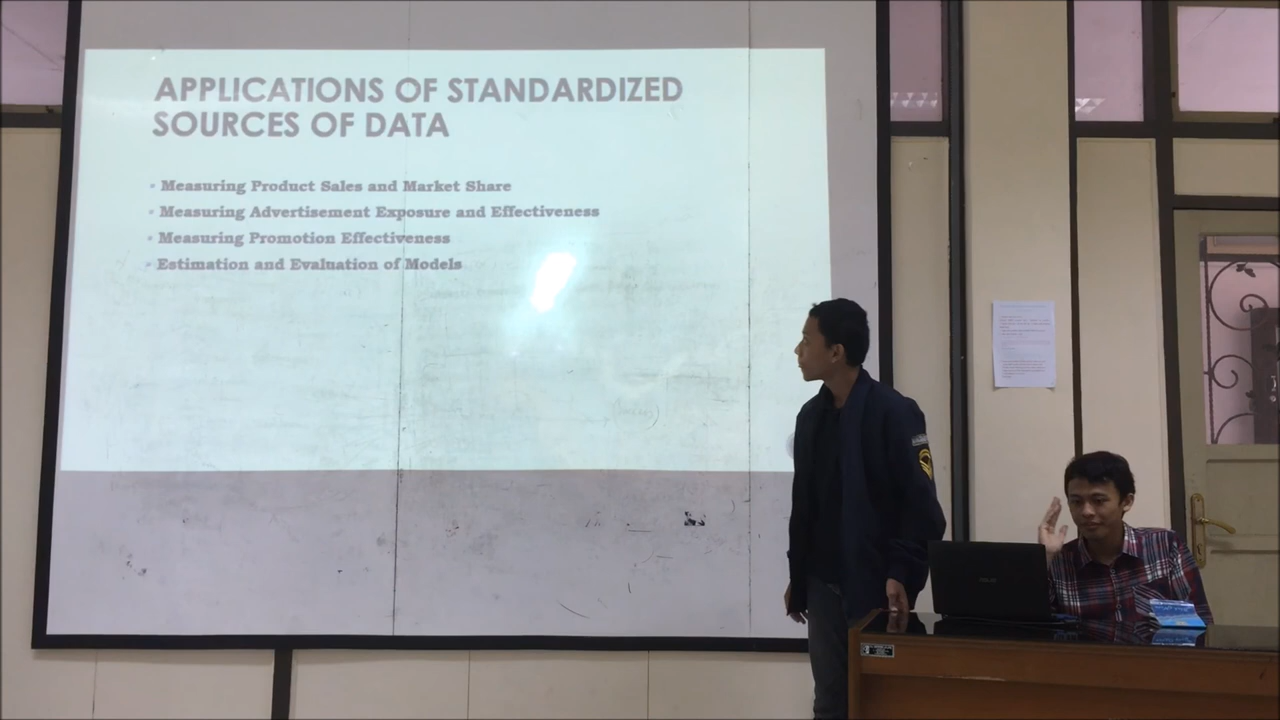 APPLICATIONS OF STANDARDIZED
SOURCES OF DATA
Measuring Product Sales and Market Share
Measuring Advertisement Exposure and Effectiveness
Measuring Promotion Effectiveness
Estimation and Evaluation of Models
ASUS